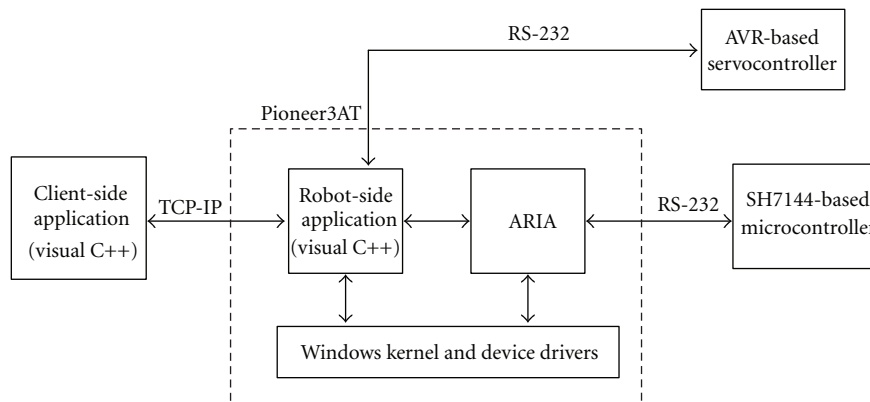 RS-232
AVR-based
servocontroller
Pioneer3AT
Client-side
application
(visual C++)
TCP-IP
Robot-side
application
(visual C++)
ARIA
RS-232
SH7144-based
microcontroller
Windows kernel and device drivers